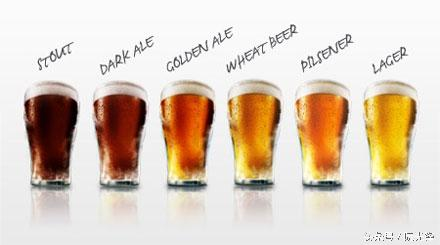 STOUT
DARK ALE
GOLDEN ALE
WHEAT BEER
PILSENER
LAGER